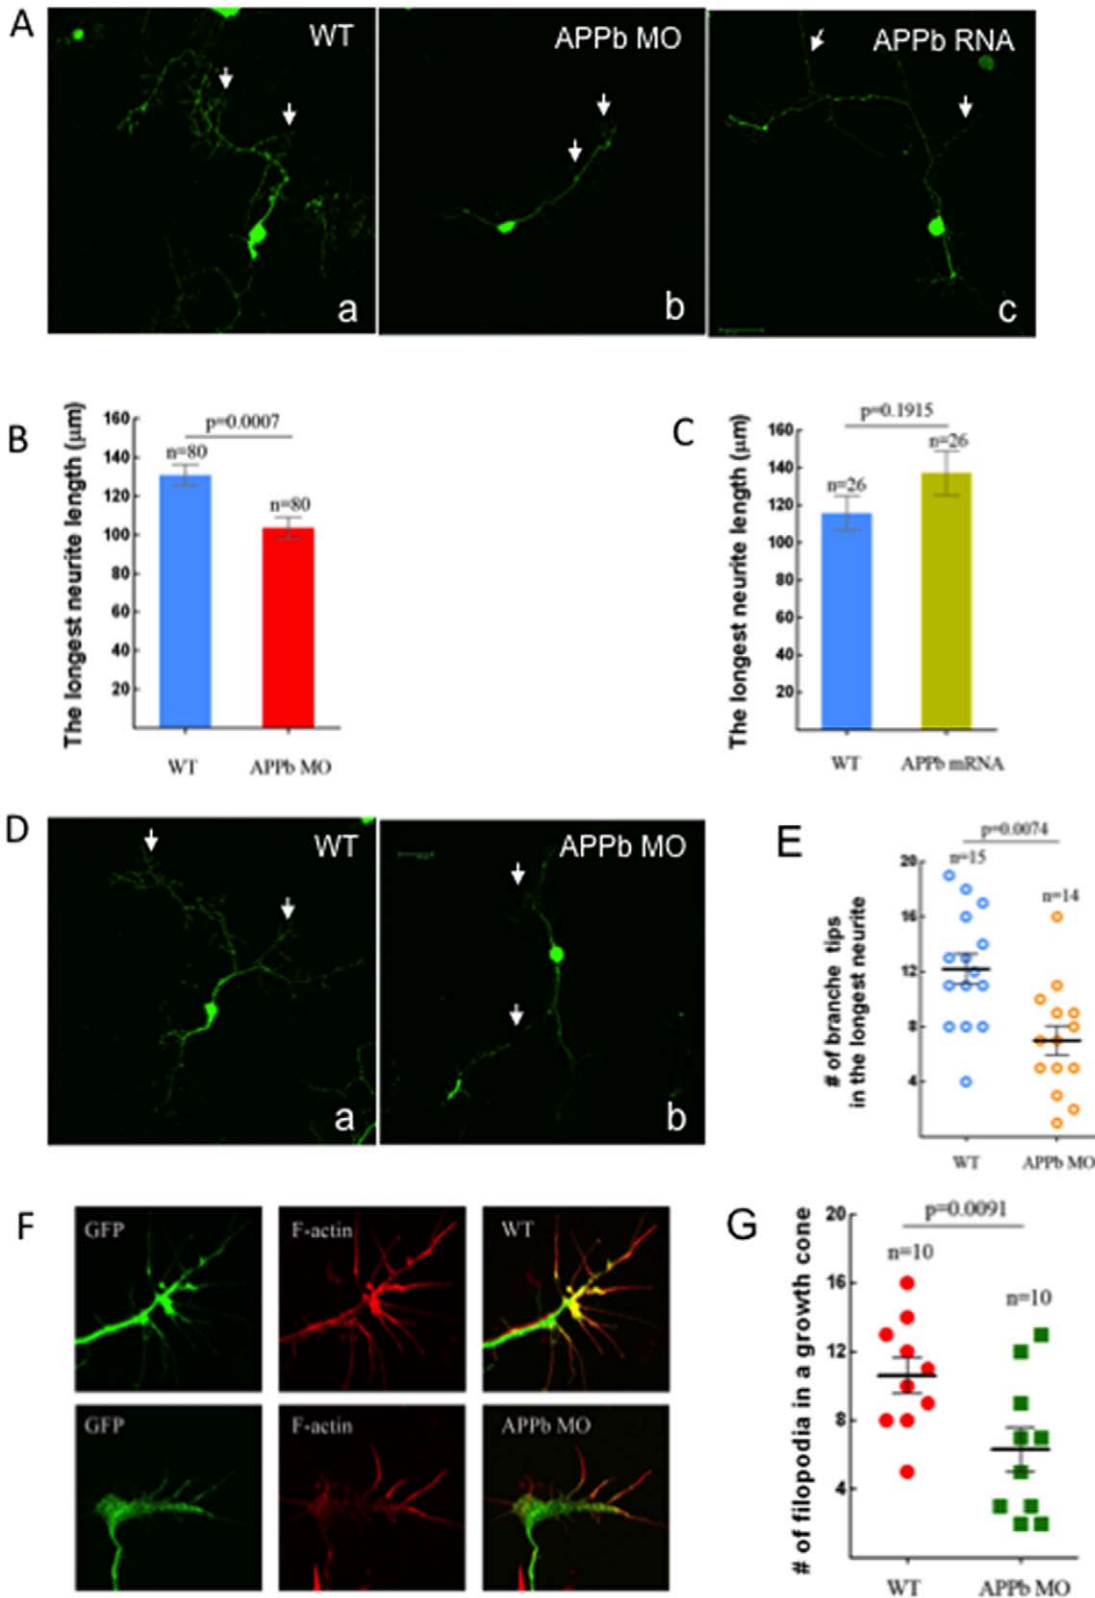 A
WT
APPb MO
APPb RNA
a
b
c
B
The longest neurite length (µm)
160
140
120
100
80
60
40
20
p=0.0007
n=80
n=80
WT
APPb MO
C
The longest neurite length (µm)
160
140
120
100
80
60
40
20
p=0.1915
n=26
n=26
WT
APPb mRNA
D
WT
APPb MO
a
b
E
# of branche tips
in the longest neurite
20
16
12
8
4
p=0.0074
n=15
n=14
WT
APPb MO
F
GFP
F-actin
WT
GFP
F-actin
APPb MO
G
# of filopodia in a growth cone
20
16
12
8
4
p=0.0091
n=10
n=10
WT
APPb MO